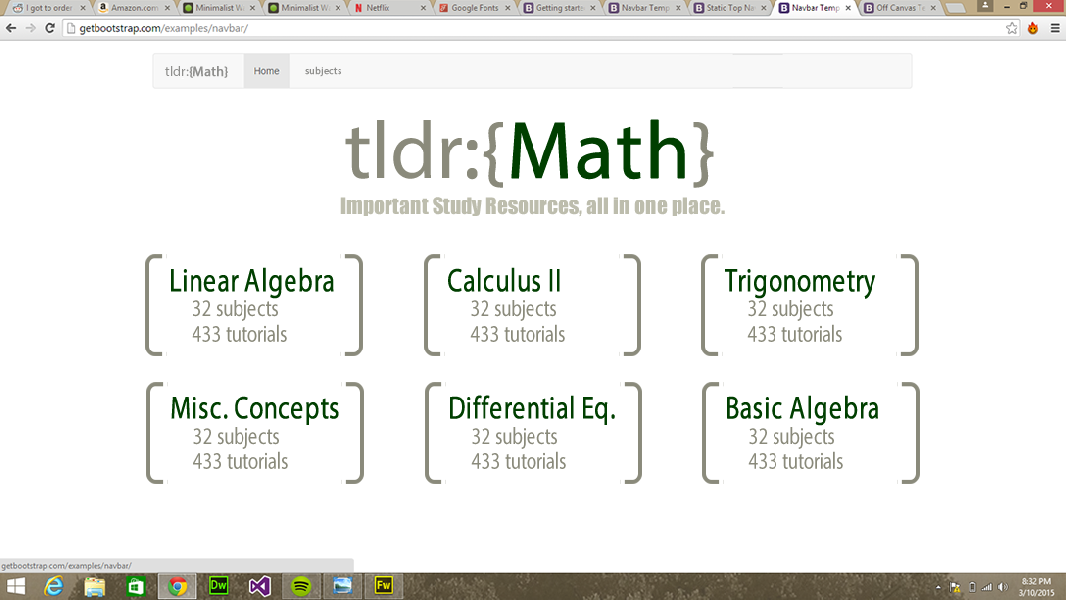 I got to order
Amazon.com
Minimalist W
Minimalist W
Netflix
Google Fonts
Getting starte
Navbar Temp
Static Top Na
Navbar Temp
Off Canvas Te
getbootstrap.com/examples/navbar/
tldr:{Math} Home subjects
tldr:{Math}
Important Study Resources, all in one place.
Linear Algebra
32 subjects
433 tutorials
Calculus II
32 subjects
433 tutorials
Trigonometry
32 subjects
433 tutorials
Misc. Concepts
32 subjects
433 tutorials
Differential Eq.
32 subjects
433 tutorials
Basic Algebra
32 subjects
433 tutorials
getbootstrap.com/examples/navbar/
Dw
Fw
8:32 PM
3/10/2015